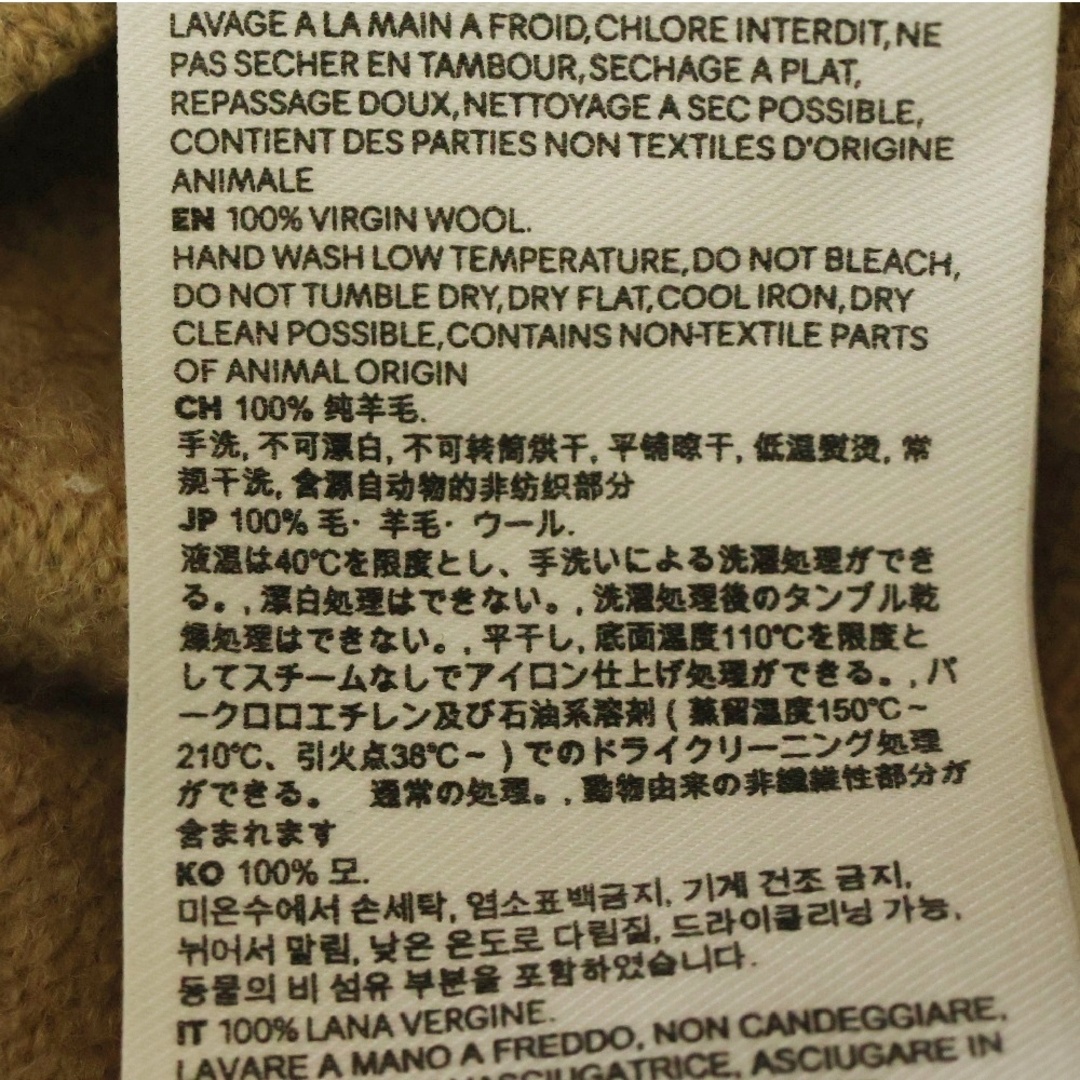 LAVAGE A LA MAIN A FROID,CHLORE INTERDIT,NE
PAS SECHER EN TAMBOUR,SECHAGE A PLAT,
REPASSAGE DOUX,NETTOYAGE A SEC POSSIBLE,
CONTIENT DES PARTIES NON TEXTILES D'ORIGINE
ANIMALE
EN 100% VIRGIN WOOL.
HAND WASH LOW TEMPERATURE,DO NOT BLEACH,
DO NOT TUMBLE DRY,DRY FLAT,COOL IRON,DRY
CLEAN POSSIBLE,CONTAINS NON-TEXTILE PARTS
OF ANIMAL ORIGIN
CH 100% 纯羊毛.
手洗, 不可漂白, 不可转筒烘干, 平铺晾干, 低温熨烫, 常
规干洗, 含源自动物的非纺织部分
JP 100% 毛・羊毛・ウール.
液温は40℃を限度とし、手洗いによる洗濯処理ができ
る。, 漂白処理はできない。, 洗濯処理後のタンブル乾
燥処理はできない。, 平干し, 底面温度110℃を限度と
してスチームなしでアイロン仕上げ処理ができる。, パ
ークロロエチレン及び石油系溶剤 ( 蒸留温度150℃～
210℃、引火点38℃～ ) でのドライクリーニング処理
ができる。 通常の処理。, 動物由来の非繊維性部分が
含まれます
KO 100% 모.
미온수에서 손세탁, 염소표백금지, 기계 건조 금지,
뉘어서 말림, 낮은 온도로 다림질, 드라이클리닝 가능,
동물의 비 섬유 부분을 포함하였습니다.
IT 100% LANA VERGINE.
LAVARE A MANO A FREDDO, NON CANDEGGIARE,
ASCIUGATRICE, ASCIUGARE IN